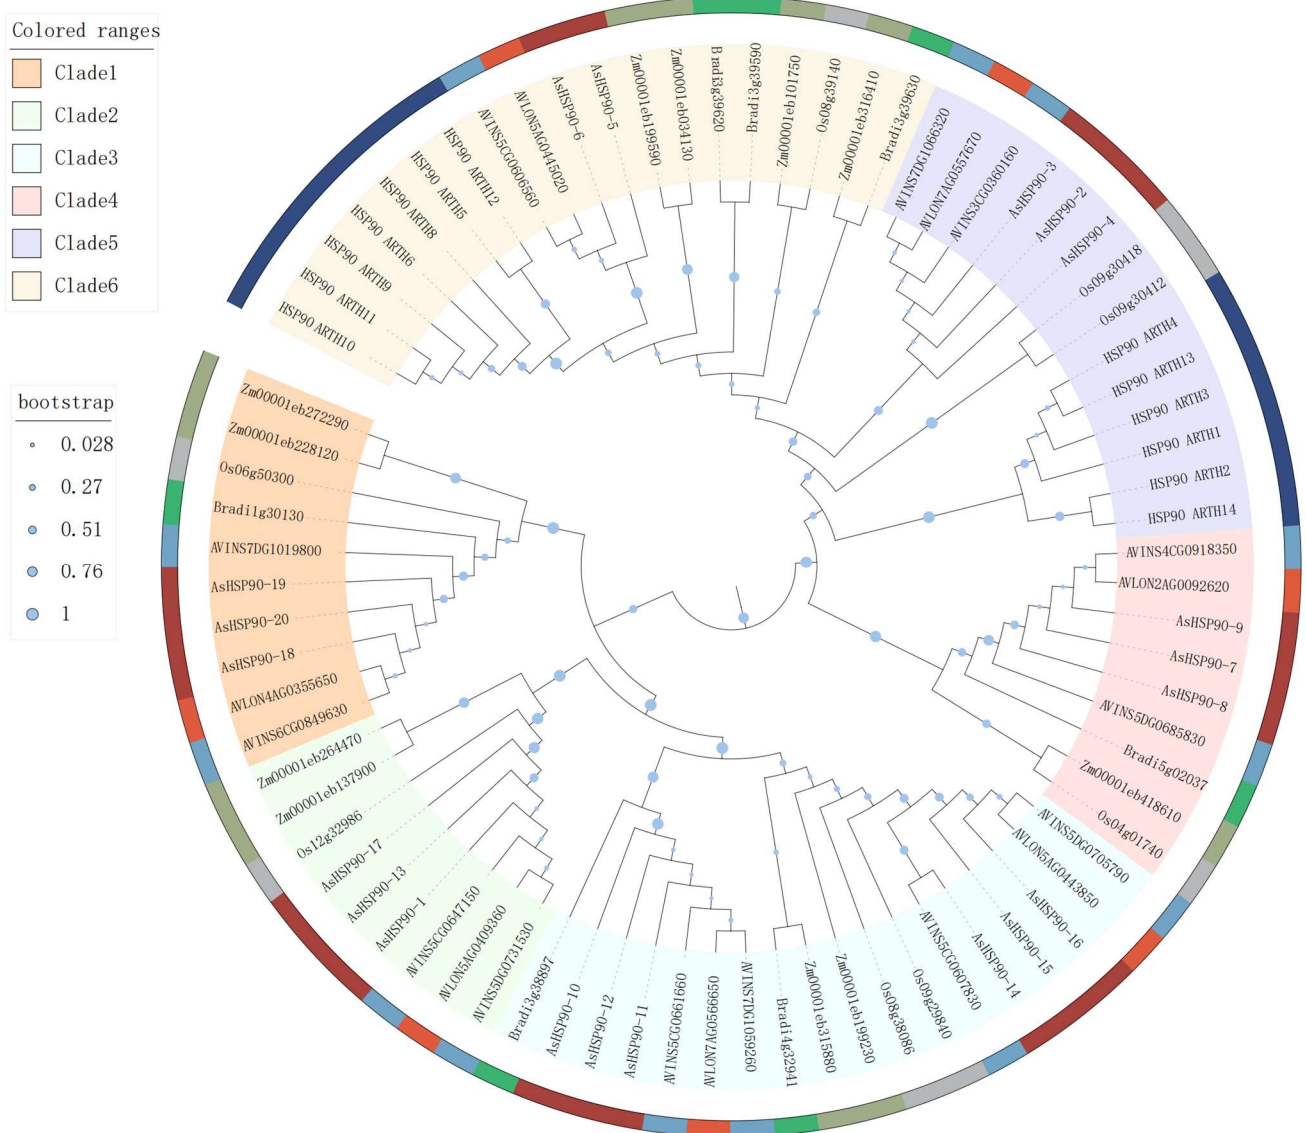 Colored ranges
Clade1
Clade2
Clade3
Clade4
Clade5
Clade6
bootstrap
0.028
0.27
0.51
0.76
1
HSP90 ARTH10
HSP90 ARTH11
HSP90 ARTH9
HSP90 ARTH6
HSP90 ARTH8
HSP90 ARTH5
HSP90 ARTH12
AVINS5CG0606560
AVLON5AG0445020
AsHSP90-6
AsHSP90-5
Zm00001eb199590
Zm00001eb034130
Bradi3g39620
Bradi3g39590
Zm00001eb101750
Os08g39140
Zm00001eb316410
Bradi3g39630
AVINS7DG1066320
AVLON7AG0557670
AVINS3CG0360160
AsHSP90-3
AsHSP90-2
AsHSP90-4
Os09g30418
Os09g30412
HSP90 ARTH4
HSP90 ARTH13
HSP90 ARTH3
HSP90 ARTH1
HSP90 ARTH2
HSP90 ARTH14
AVINS4CG0918350
AVLON2AG0092620
AsHSP90-9
AsHSP90-7
AsHSP90-8
AVINS5DG0685830
Bradi5g02037
Zm00001eb418610
Os04g01740
AVINS5DG0705790
AVLON5AG0443850
AsHSP90-16
AsHSP90-15
AsHSP90-14
AVINS5CG0607830
Os09g29840
Os08g38086
Zm00001eb199230
Zm00001eb315880
Bradi4g32941
AVINS7DG1059260
AVLON7AG0566650
AVINS5CG0661660
AsHSP90-11
AsHSP90-12
AsHSP90-10
Bradi3g38897
AVINS5DG0731530
AVLON5AG0409360
AVINS5CG0647150
AsHSP90-1
AsHSP90-13
AsHSP90-17
Os12g32986
Zm00001eb137900
Zm00001eb264470
AVINS6CG0849630
AVLON4AG0355650
AsHSP90-18
AsHSP90-20
AsHSP90-19
AVINS7DG1019800
Bradi1g30130
Os06g50300
Zm00001eb228120
Zm00001eb272290